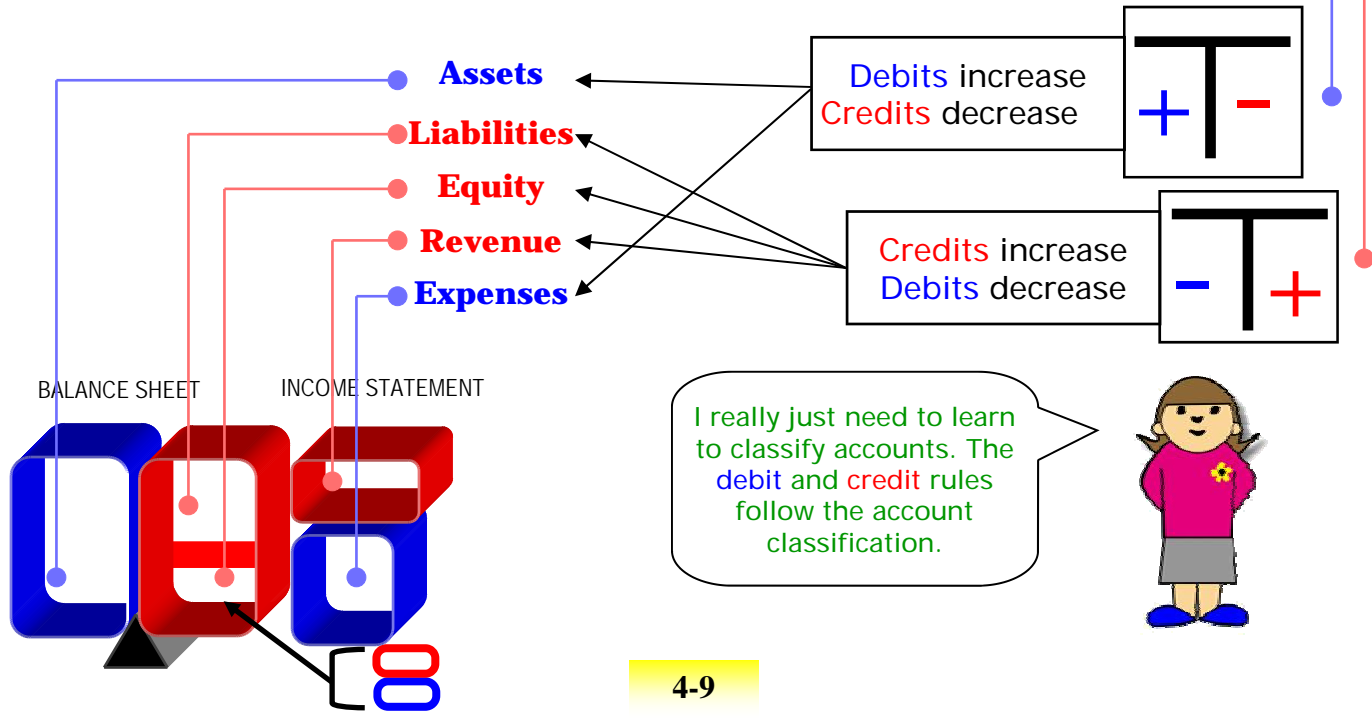 Assets
Liabilities
Equity
Revenue
Expenses
Debits increase
Credits decrease
+ -
Credits increase
Debits decrease
- +
BALANCE SHEET
INCOME STATEMENT
I really just need to learn
to classify accounts. The
debit and credit rules
follow the account
classification.
4-9